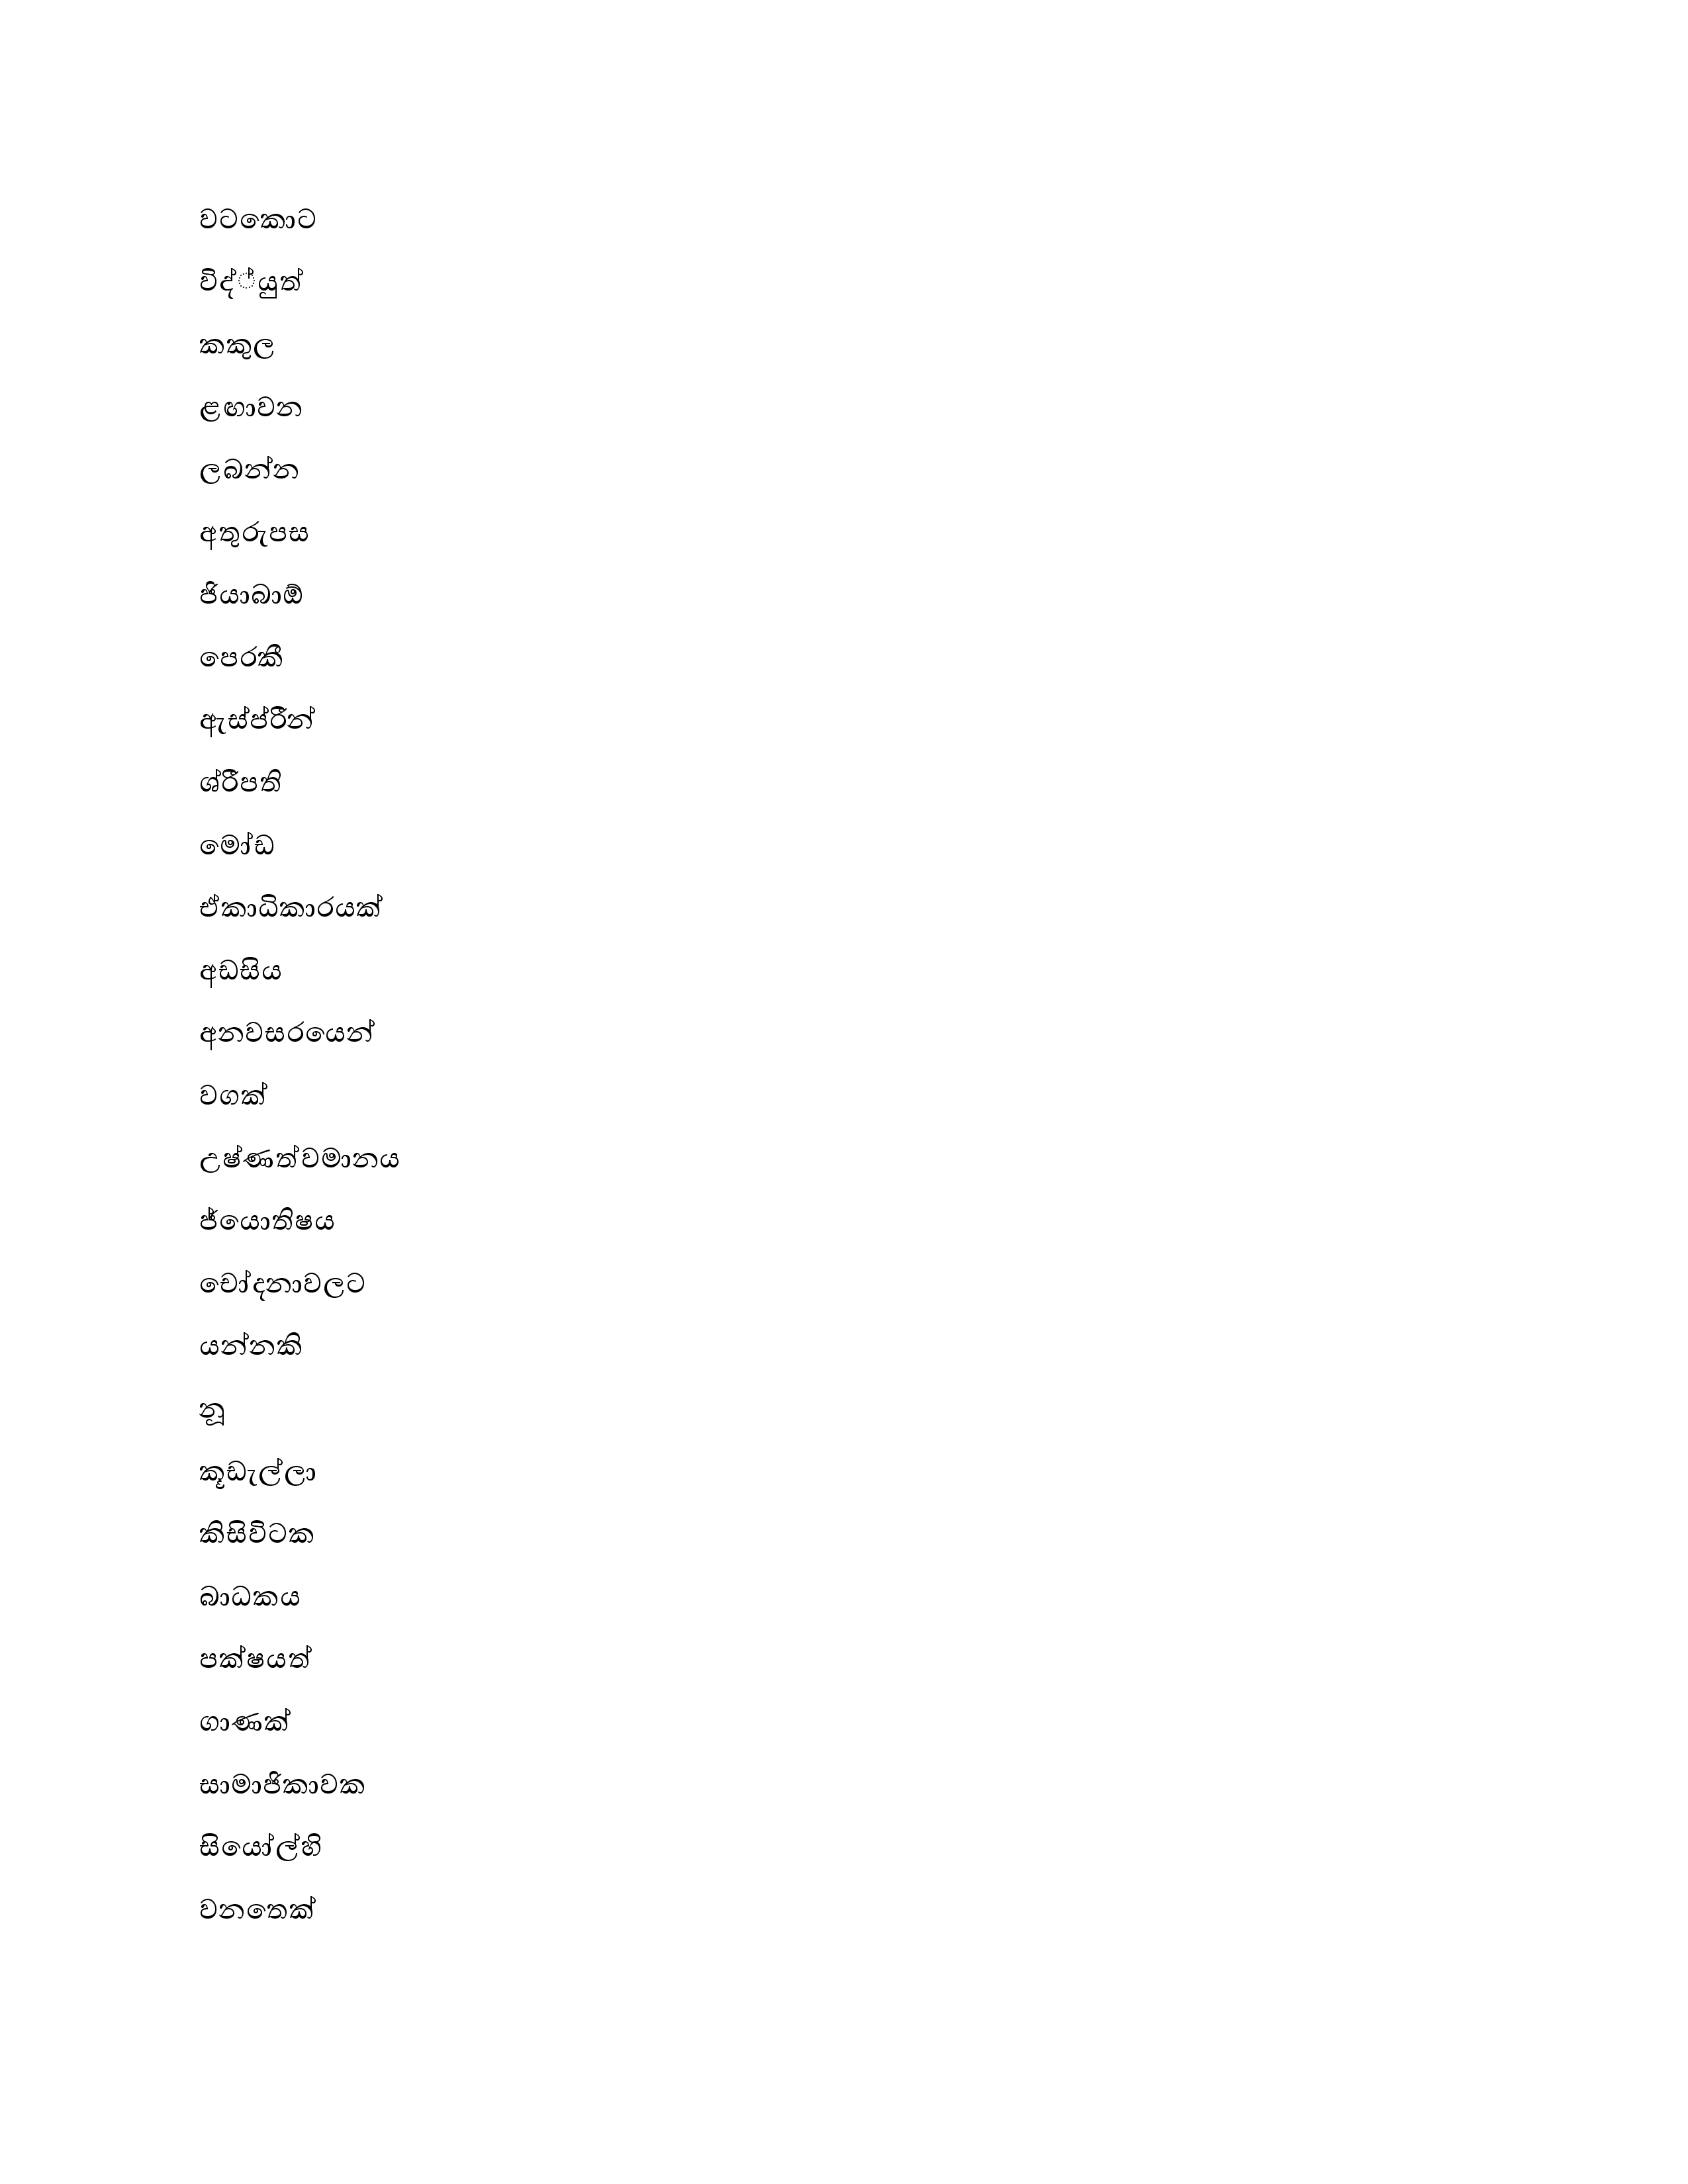 වටකොට
විද්්යුත්
කකුල
ළඟාවන
ලබන්න
අතුරුපස
ජියාබාඕ
පෙරකී
ඇස්ප්රීන්
ශ්රීපති
මෝඩ
ඒකාධිකාරයක්
අඩසිය
අනවසරයෙන්
වගක්
උෂ්ණත්වමානය
ජ්යොතිෂය
චෝදනාවලට
යන්නකි
නූ
කූඩැල්ලා
කිසිවිටක
බාධකය
පක්ෂයත්
ගාණක්
සාමාජිකාවක
සියෝල්හි
වනතෙක්